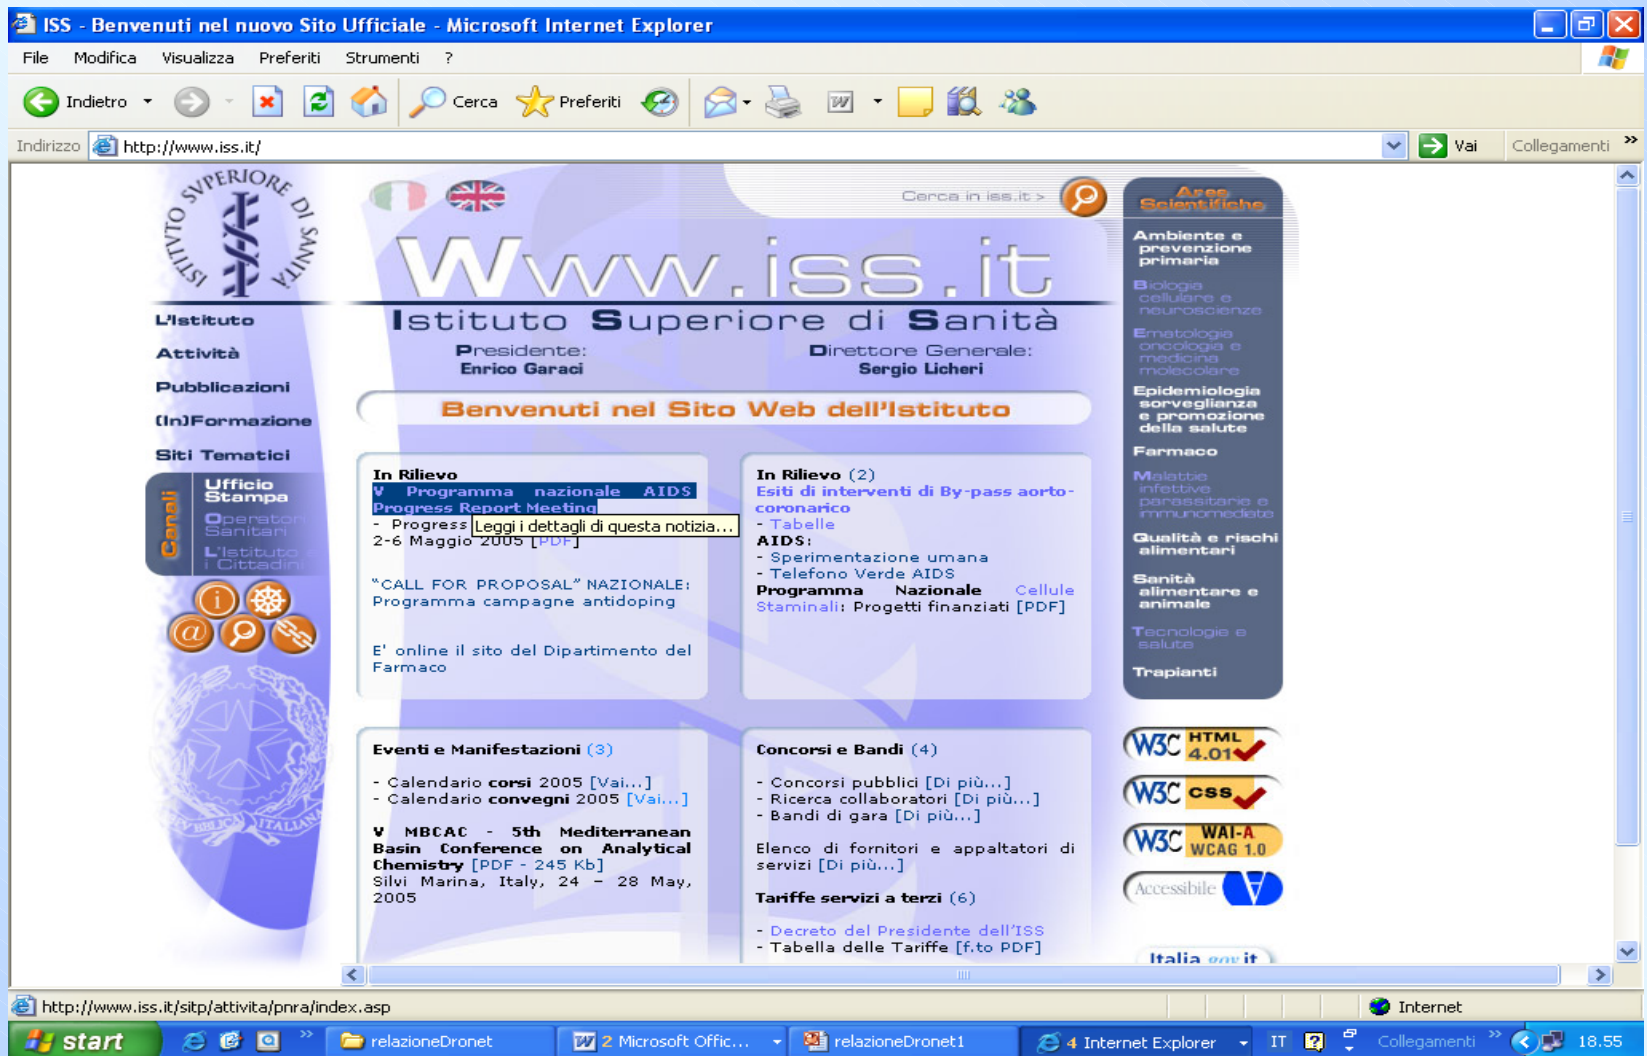 ISS - Benvenuti nel nuovo Sito Ufficiale - Microsoft Internet Explorer
File Modifica Visualizza Preferiti Strumenti ?
Indietro Cerca Preferiti
Indirizzo http://www.iss.it/ Vai Collegamenti »
ISTITVTO SVPERIORE DI SANITÀ
Cerca in iss.it >
Www.iss.it
Istituto Superiore di Sanità
Presidente:
Enrico Garaci
Direttore Generale:
Sergio Licheri
Benvenuti nel Sito Web dell'Istituto
L'Istituto
Attività
Pubblicazioni
(In)Formazione
Siti Tematici
Canali
Ufficio
Stampa
Operatori
Sanitari
L'Istituto e
i Cittadini
REPVBBLICA ITALIANA
In Rilievo
V Programma nazionale AIDS
Progress Report Meeting
- Progress
Leggi i dettagli di questa notizia...
2-6 Maggio 2005 [PDF]
"CALL FOR PROPOSAL" NAZIONALE:
Programma campagne antidoping
E' online il sito del Dipartimento del
Farmaco
In Rilievo (2)
Esiti di interventi di By-pass aorto-
coronarico
- Tabelle
AIDS:
- Sperimentazione umana
- Telefono Verde AIDS
Programma Nazionale Cellule
Staminali: Progetti finanziati [PDF]
Eventi e Manifestazioni (3)
- Calendario corsi 2005 [Vai...]
- Calendario convegni 2005 [Vai...]
V MBCAC - 5th Mediterranean
Basin Conference on Analytical
Chemistry [PDF - 245 Kb]
Silvi Marina, Italy, 24 – 28 May,
2005
Concorsi e Bandi (4)
- Concorsi pubblici [Di più...]
- Ricerca collaboratori [Di più...]
- Bandi di gara [Di più...]
Elenco di fornitori e appaltatori di
servizi [Di più...]
Tariffe servizi a terzi (6)
- Decreto del Presidente dell'ISS
- Tabella delle Tariffe [f.to PDF]
Aree
Scientifiche
Ambiente e
prevenzione
primaria
Biologia
cellulare e
neuroscienze
Ematologia
oncologia e
medicina
molecolare
Epidemiologia
sorveglianza
e promozione
della salute
Farmaco
Malattie
infettive
parassitarie e
immunomediate
Qualità e rischi
alimentari
Sanità
alimentare e
animale
Tecnologie e
salute
Trapianti
W3C HTML
4.01
W3C css
W3C WAI-A
WCAG 1.0
Accessibile
Italia.gov.it
http://www.iss.it/sitp/attivita/pnra/index.asp Internet
start » relazioneDronet 2 Microsoft Offic... relazioneDronet1 4 Internet Explorer IT Collegamenti » 18.55